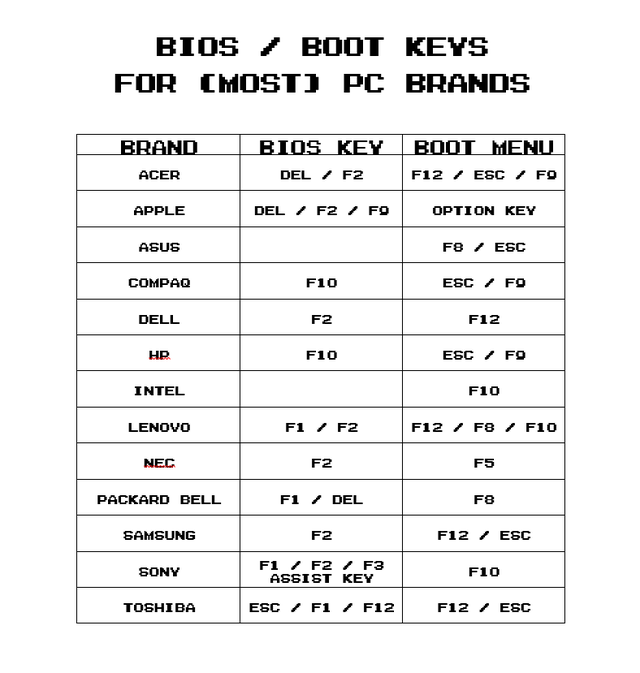 BIOS / BOOT KEYS
FOR (MOST) PC BRANDS
BRAND BIOS KEY BOOT MENU
ACER DEL / F2 F12 / ESC / F9
APPLE DEL / F2 / F9 OPTION KEY
ASUS F8 / ESC
COMPAQ F10 ESC / F9
DELL F2 F12
HP F10 ESC / F9
INTEL F10
LENOVO F1 / F2 F12 / F8 / F10
NEC F2 F5
PACKARD BELL F1 / DEL F8
SAMSUNG F2 F12 / ESC
SONY F1 / F2 / F3 F10
ASSIST KEY
TOSHIBA ESC / F1 / F12 F12 / ESC